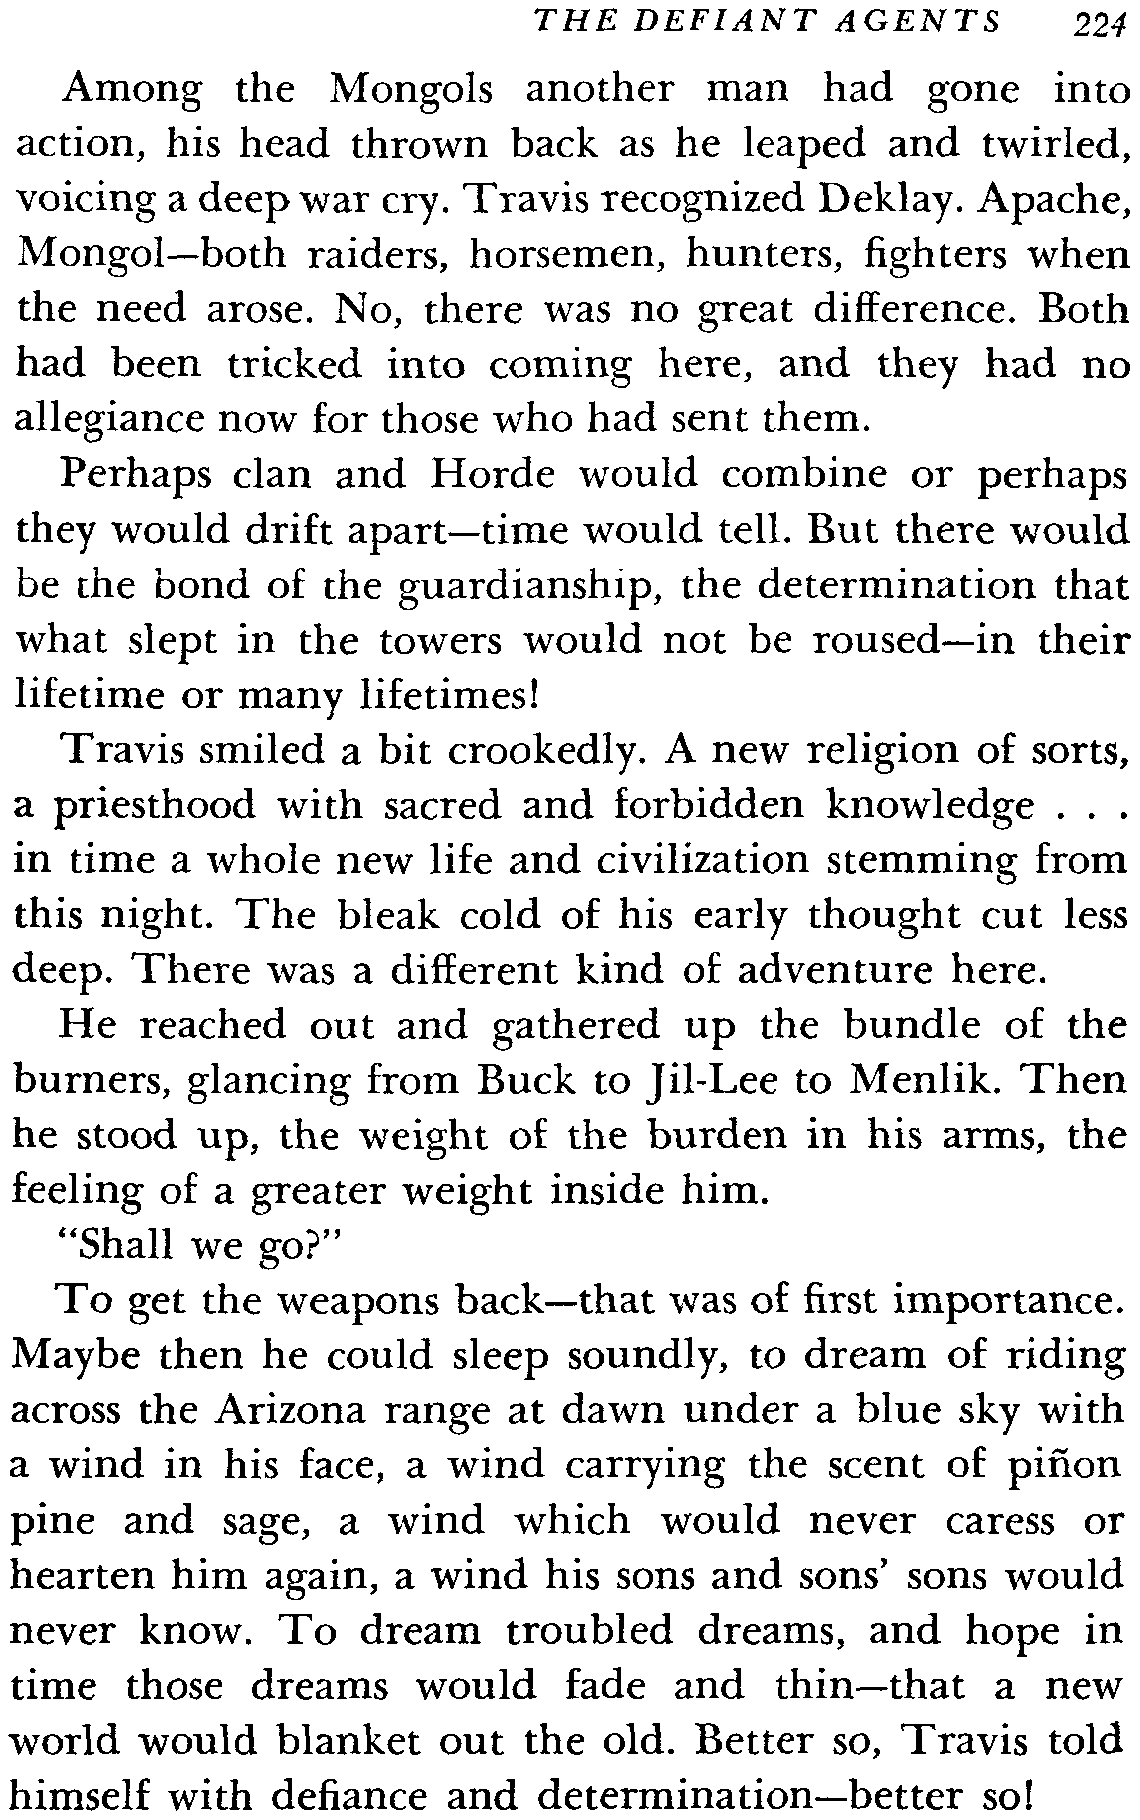 THE DEFIANT AGENTS 224
Among the Mongols another man had gone into
action, his head thrown back as he leaped and twirled,
voicing a deep war cry. Travis recognized Deklay. Apache,
Mongol—both raiders, horsemen, hunters, fighters when
the need arose. No, there was no great difference. Both
had been tricked into coming here, and they had no
allegiance now for those who had sent them.
Perhaps clan and Horde would combine or perhaps
they would drift apart—time would tell. But there would
be the bond of the guardianship, the determination that
what slept in the towers would not be roused—in their
lifetime or many lifetimes!
Travis smiled a bit crookedly. A new religion of sorts,
a priesthood with sacred and forbidden knowledge . . .
in time a whole new life and civilization stemming from
this night. The bleak cold of his early thought cut less
deep. There was a different kind of adventure here.
He reached out and gathered up the bundle of the
burners, glancing from Buck to Jil-Lee to Menlik. Then
he stood up, the weight of the burden in his arms, the
feeling of a greater weight inside him.
“Shall we go?”
To get the weapons back—that was of first importance.
Maybe then he could sleep soundly, to dream of riding
across the Arizona range at dawn under a blue sky with
a wind in his face, a wind carrying the scent of piñon
pine and sage, a wind which would never caress or
hearten him again, a wind his sons and sons’ sons would
never know. To dream troubled dreams, and hope in
time those dreams would fade and thin—that a new
world would blanket out the old. Better so, Travis told
himself with defiance and determination—better so!